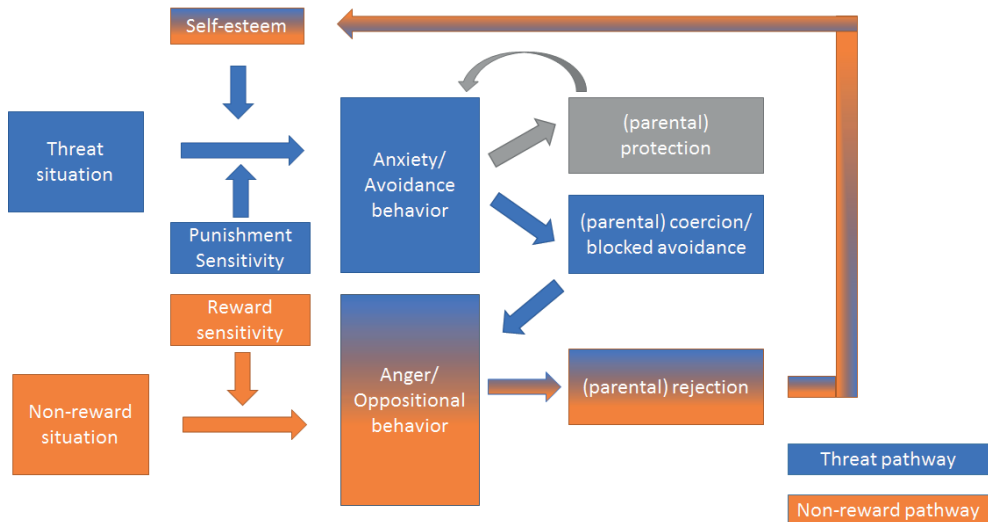 Self-esteem
Threat
situation
Anxiety/
Avoidance
behavior
(parental)
protection
(parental) coercion/
blocked avoidance
Punishment
Sensitivity
Reward
sensitivity
Non-reward
situation
Anger/
Oppositional
behavior
(parental) rejection
Threat pathway
Non-reward pathway